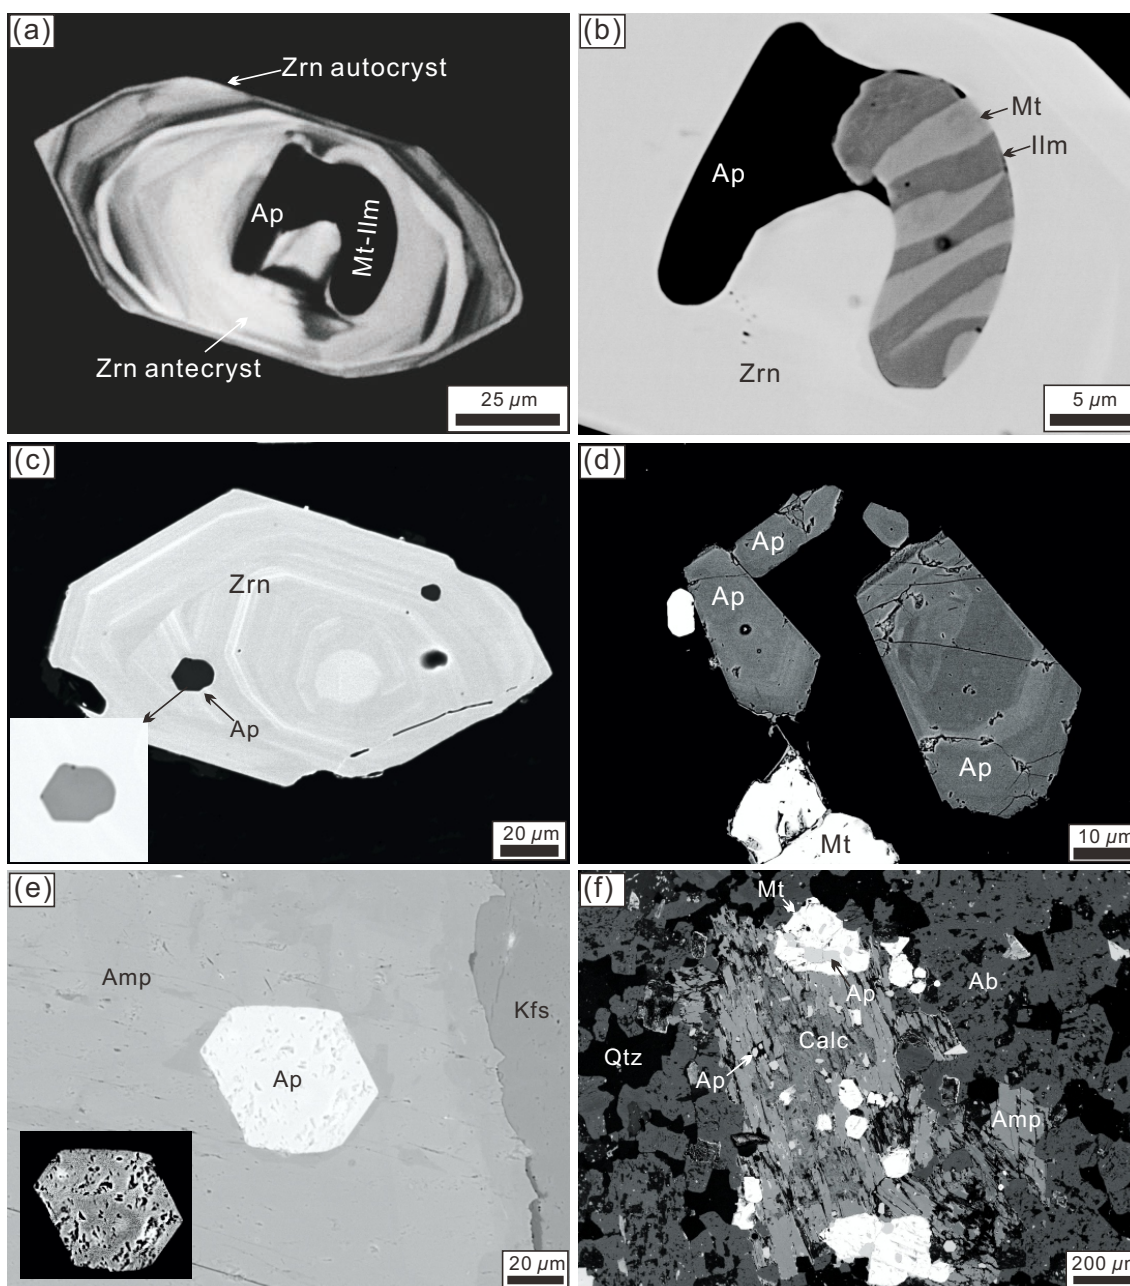 (a)
Zrn autocryst
Ap
Mt-Ilm
Zrn antecryst
25 µm
(b)
Mt
Ilm
Ap
Zrn
5 µm
(c)
Zrn
Ap
20 µm
(d)
Ap
Ap
Ap
Mt
10 µm
(e)
Amp
Kfs
Ap
20 µm
(f)
Mt
Ap
Ab
Calc
Qtz
Ap
Amp
200 µm